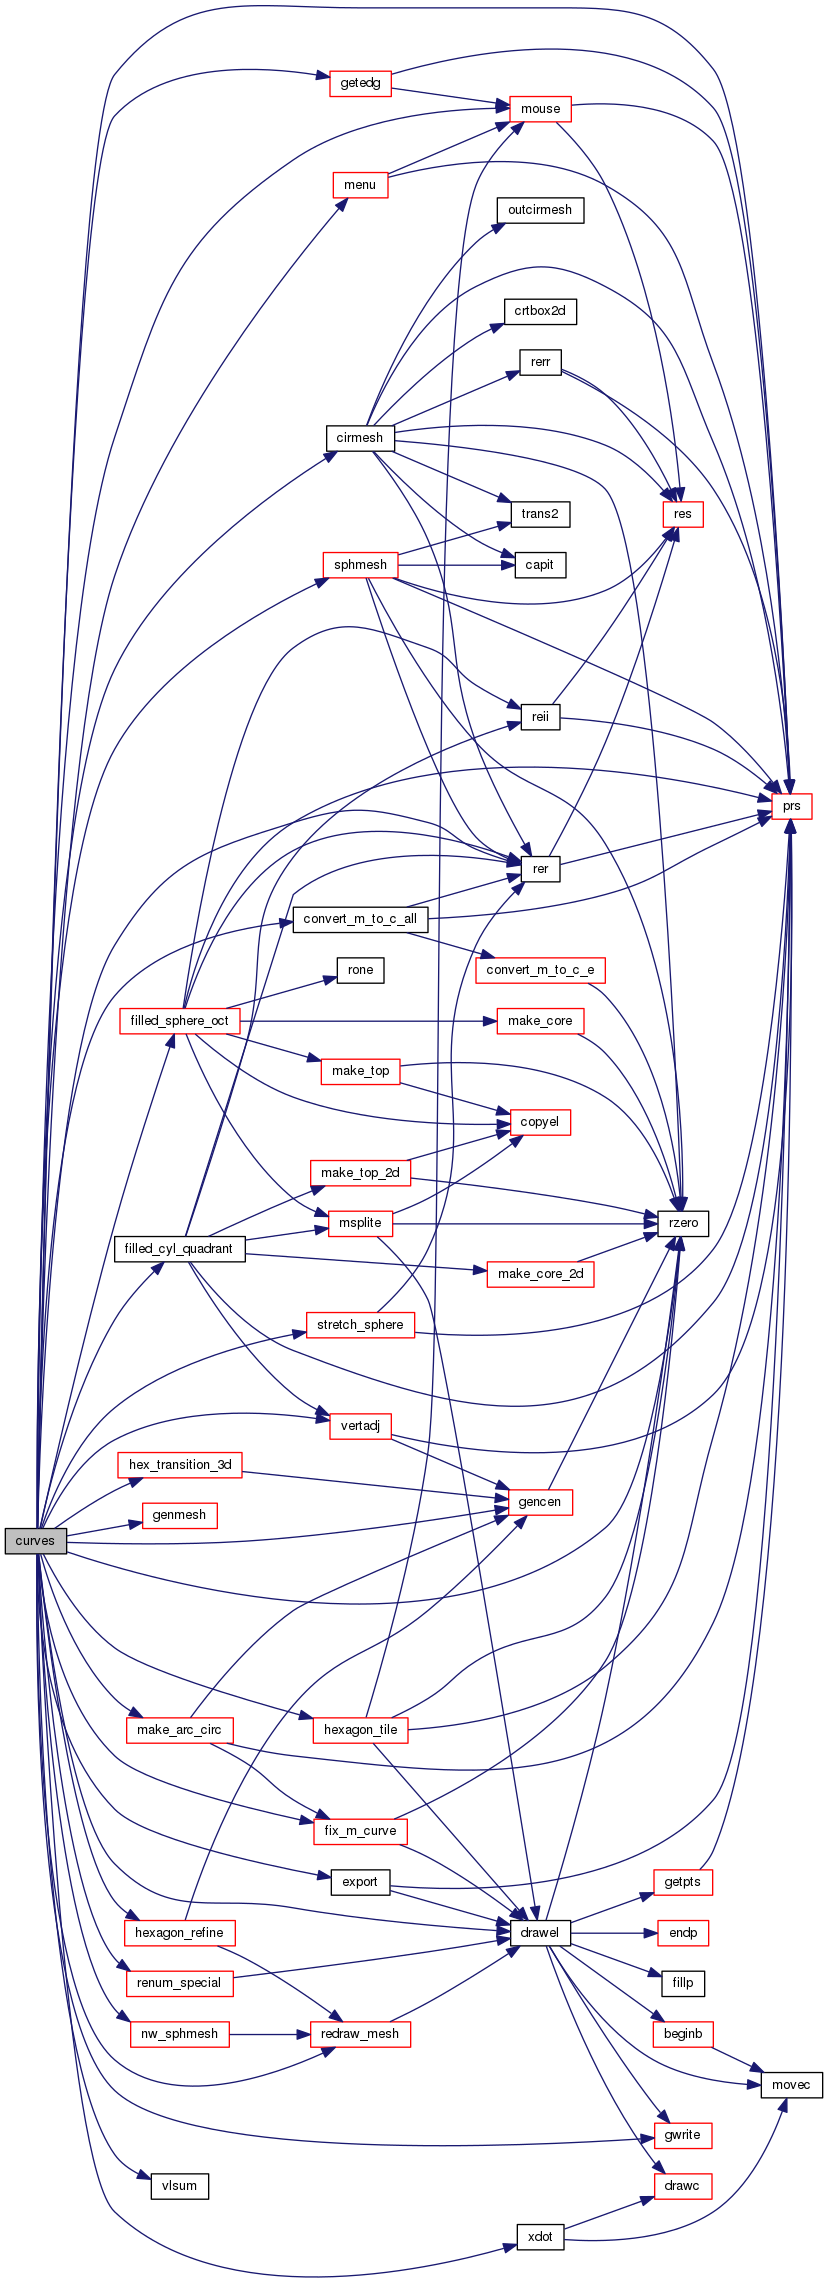 getedg
mouse
menu
outcirmesh
crtbox2d
rerr
cirmesh
trans2
res
sphmesh
capit
reii
prs
rer
convert_m_to_c_all
rone
convert_m_to_c_e
filled_sphere_oct
make_core
make_top
copyel
make_top_2d
msplite
rzero
filled_cyl_quadrant
make_core_2d
stretch_sphere
vertadj
hex_transition_3d
gencen
genmesh
curves
make_arc_circ
hexagon_tile
fix_m_curve
export
getpts
hexagon_refine
drawel
endp
renum_special
fillp
nw_sphmesh
redraw_mesh
beginb
movec
gwrite
vlsum
drawc
xdot